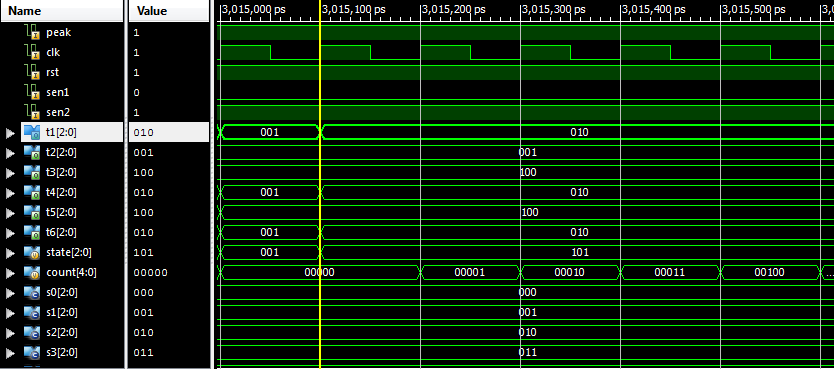 Name Value 3,015,000 ps 3,015,100 ps 3,015,200 ps 3,015,300 ps 3,015,400 ps 3,015,500 ps
peak 1
clk 1
rst 1
sen1 0
sen2 1
t1[2:0] 010 001 010
t2[2:0] 001 001
t3[2:0] 100 100
t4[2:0] 010 001 010
t5[2:0] 100 100
t6[2:0] 010 001 010
state[2:0] 101 001 101
count[4:0] 00000 00000 00001 00010 00011 00100 ...
s0[2:0] 000 000
s1[2:0] 001 001
s2[2:0] 010 010
s3[2:0] 011 011